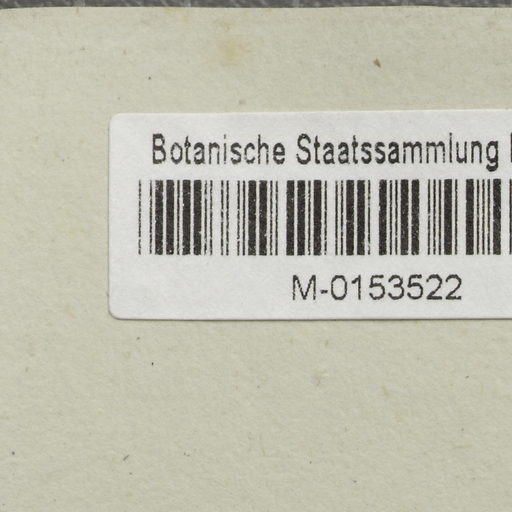 Botanische Staatssammlung
M-0153522